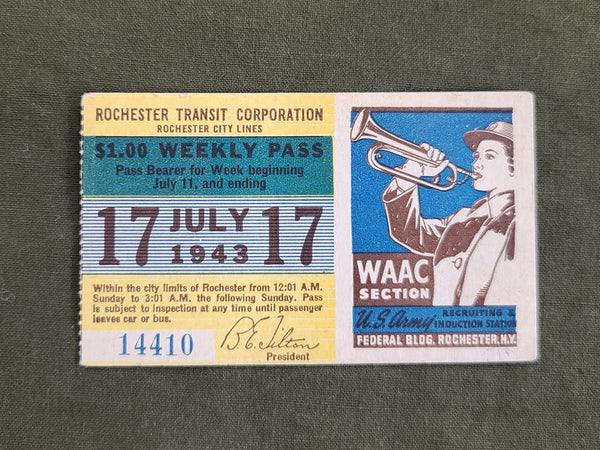 ROCHESTER TRANSIT CORPORATION
ROCHESTER CITY LINES
$1.00 WEEKLY PASS
Pass Bearer for Week beginning
July 11, and ending
17 JULY 1943 17
Within the city limits of Rochester from 12:01 A.M.
Sunday to 3:01 A.M. the following Sunday. Pass
is subject to inspection at any time until passenger
leaves car or bus.
14410
B.E. Tilton
President
WAAC
SECTION
U.S. Army RECRUITING &
INDUCTION STATION
FEDERAL BLDG. ROCHESTER, N.Y.